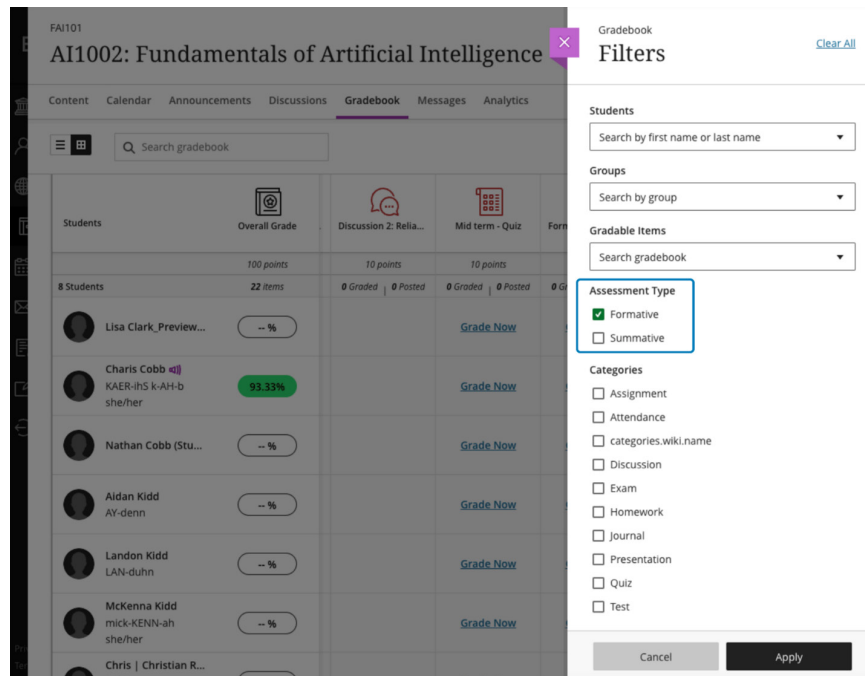 FAI101
AI1002: Fundamentals of Artificial Intelligence
Content Calendar Announcements Discussions Gradebook Messages Analytics
Search gradebook
Students
Overall Grade
Discussion 2: Relia...
Mid term - Quiz
Form
100 points
10 points
10 points
8 Students
22 items
0 Graded | 0 Posted
0 Graded | 0 Posted
0 Gr
Lisa Clark_Preview...
-- %
Grade Now
Charis Cobb
KAER-ihS k-AH-b
she/her
93.33%
Grade Now
Nathan Cobb (Stu...
-- %
Grade Now
Aidan Kidd
AY-denn
-- %
Grade Now
Landon Kidd
LAN-duhn
-- %
Grade Now
McKenna Kidd
mick-KENN-ah
she/her
-- %
Grade Now
Chris | Christian R...
Pri
Ter
Gradebook
Filters
Clear All
Students
Search by first name or last name
Groups
Search by group
Gradable Items
Search gradebook
Assessment Type
Formative
Summative
Categories
Assignment
Attendance
categories.wiki.name
Discussion
Exam
Homework
Journal
Presentation
Quiz
Test
Cancel
Apply